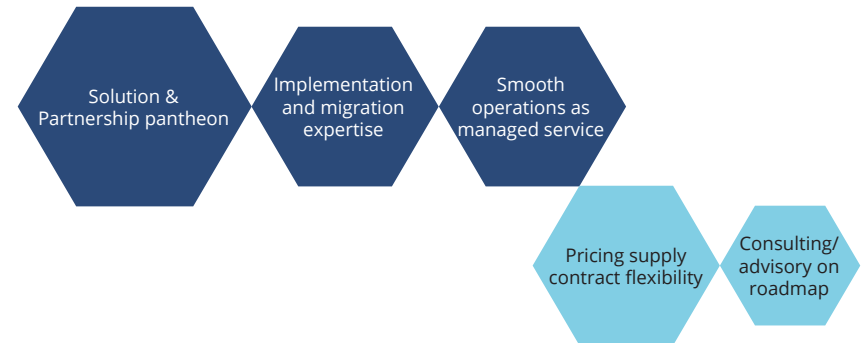 Solution &
Partnership pantheon
Implementation
and migration
expertise
Smooth
operations as
managed service
Pricing supply
contract flexibility
Consulting/
advisory on
roadmap